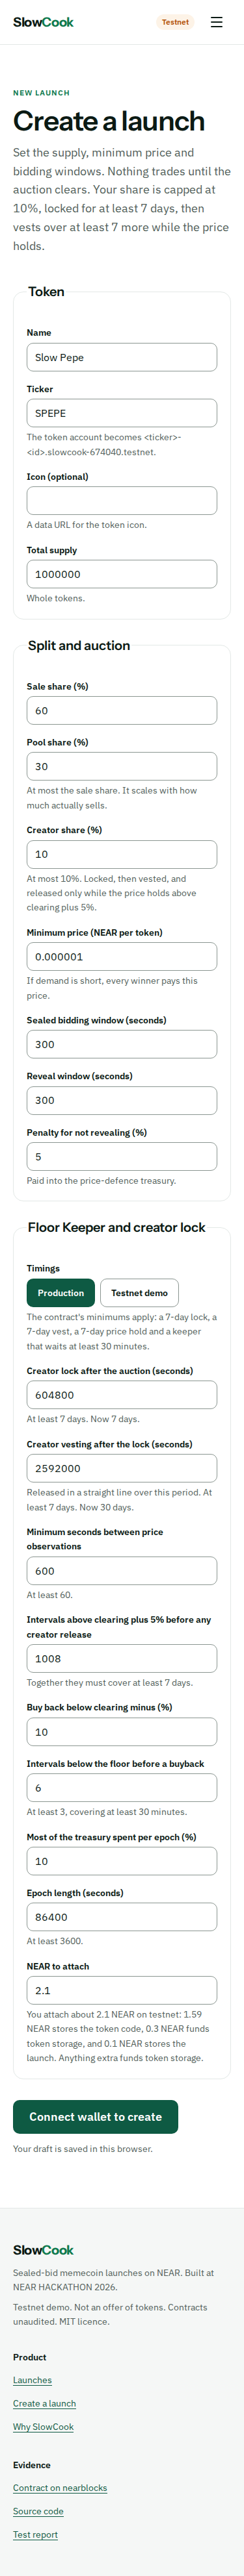 SlowCook
Testnet
NEW LAUNCH
Create a launch
Set the supply, minimum price and
bidding windows. Nothing trades until the
auction clears. Your share is capped at
10%, locked for at least 7 days, then
vests over at least 7 more while the price
holds.
Token
Name
Slow Pepe
Ticker
SPEPE
The token account becomes <ticker>-
<id>.slowcook-674040.testnet.
Icon (optional)
A data URL for the token icon.
Total supply
1000000
Whole tokens.
Split and auction
Sale share (%)
60
Pool share (%)
30
At most the sale share. It scales with how
much actually sells.
Creator share (%)
10
At most 10%. Locked, then vested, and
released only while the price holds above
clearing plus 5%.
Minimum price (NEAR per token)
0.000001
If demand is short, every winner pays this
price.
Sealed bidding window (seconds)
300
Reveal window (seconds)
300
Penalty for not revealing (%)
5
Paid into the price-defence treasury.
Floor Keeper and creator lock
Timings
Production
Testnet demo
The contract's minimums apply: a 7-day lock, a
7-day vest, a 7-day price hold and a keeper
that waits at least 30 minutes.
Creator lock after the auction (seconds)
604800
At least 7 days. Now 7 days.
Creator vesting after the lock (seconds)
2592000
Released in a straight line over this period. At
least 7 days. Now 30 days.
Minimum seconds between price
observations
600
At least 60.
Intervals above clearing plus 5% before any
creator release
1008
Together they must cover at least 7 days.
Buy back below clearing minus (%)
10
Intervals below the floor before a buyback
6
At least 3, covering at least 30 minutes.
Most of the treasury spent per epoch (%)
10
Epoch length (seconds)
86400
At least 3600.
NEAR to attach
2.1
You attach about 2.1 NEAR on testnet: 1.59
NEAR stores the token code, 0.3 NEAR funds
token storage, and 0.1 NEAR stores the
launch. Anything extra funds token storage.
Connect wallet to create
Your draft is saved in this browser.
SlowCook
Sealed-bid memecoin launches on NEAR. Built at
NEAR HACKATHON 2026.
Testnet demo. Not an offer of tokens. Contracts
unaudited. MIT licence.
Product
Launches
Create a launch
Why SlowCook
Evidence
Contract on nearblocks
Source code
Test report